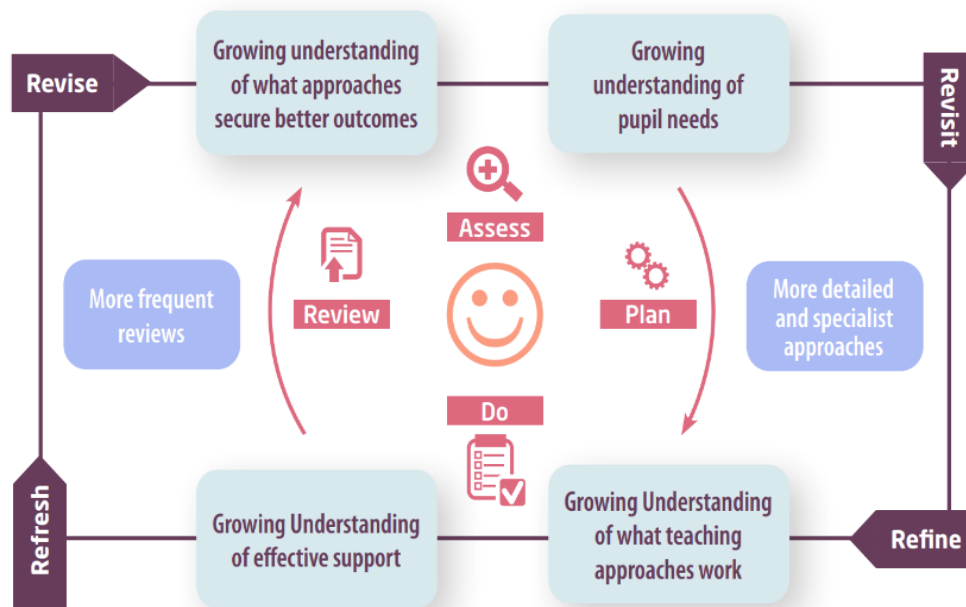 Revise
Growing understanding
of what approaches
secure better outcomes
Growing
understanding of
pupil needs
Revisit
Assess
More frequent
reviews
Review
Plan
More detailed
and specialist
approaches
Do
Refresh
Growing Understanding
of effective support
Growing Understanding
of what teaching
approaches work
Refine